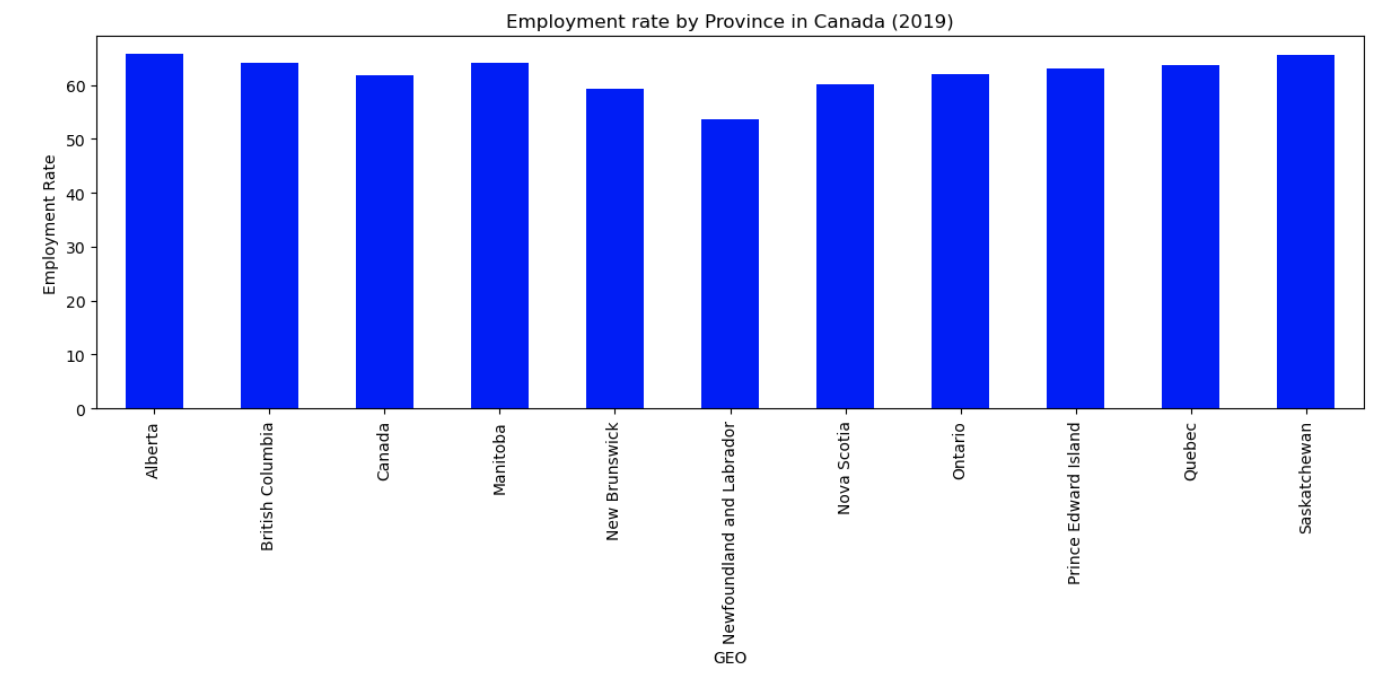 Employment rate by Province in Canada (2019)
Employment Rate
60
50
40
30
20
10
0
Alberta
British Columbia
Canada
Manitoba
New Brunswick
Newfoundland and Labrador
Nova Scotia
Ontario
Prince Edward Island
Quebec
Saskatchewan
GEO